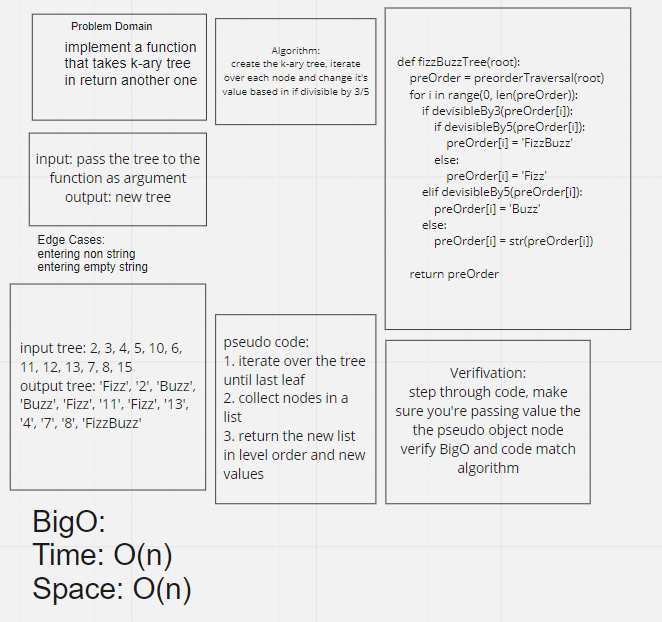 Problem Domain
implement a function
that takes k-ary tree
in return another one
Algorithm:
create the k-ary tree, iterate
over each node and change it's
value based in if divisible by 3/5
def fizzBuzzTree(root):
preOrder = preorderTraversal(root)
for i in range(0, len(preOrder)):
if devisibleBy3(preOrder[i]):
if devisibleBy5(preOrder[i]):
preOrder[i] = 'FizzBuzz'
else:
preOrder[i] = 'Fizz'
elif devisibleBy5(preOrder[i]):
preOrder[i] = 'Buzz'
else:
preOrder[i] = str(preOrder[i])
return preOrder
input: pass the tree to the
function as argument
output: new tree
Edge Cases:
entering non string
entering empty string
input tree: 2, 3, 4, 5, 10, 6,
11, 12, 13, 7, 8, 15
output tree: 'Fizz', '2', 'Buzz',
'Buzz', 'Fizz', '11', 'Fizz', '13',
'4', '7', '8', 'FizzBuzz'
pseudo code:
1. iterate over the tree
until last leaf
2. collect nodes in a
list
3. return the new list
in level order and new
values
Verifivation:
step through code, make
sure you're passing value the
the pseudo object node
verify BigO and code match
algorithm
BigO:
Time: O(n)
Space: O(n)